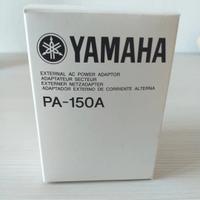 YAMAHA
EXTERNAL AC POWER ADAPTOR
ADAPTATEUR SECTEUR
EXTERNER NETZADAPTER
ADAPTADOR EXTERNO DE CORRIENTE ALTERNA
PA-150A